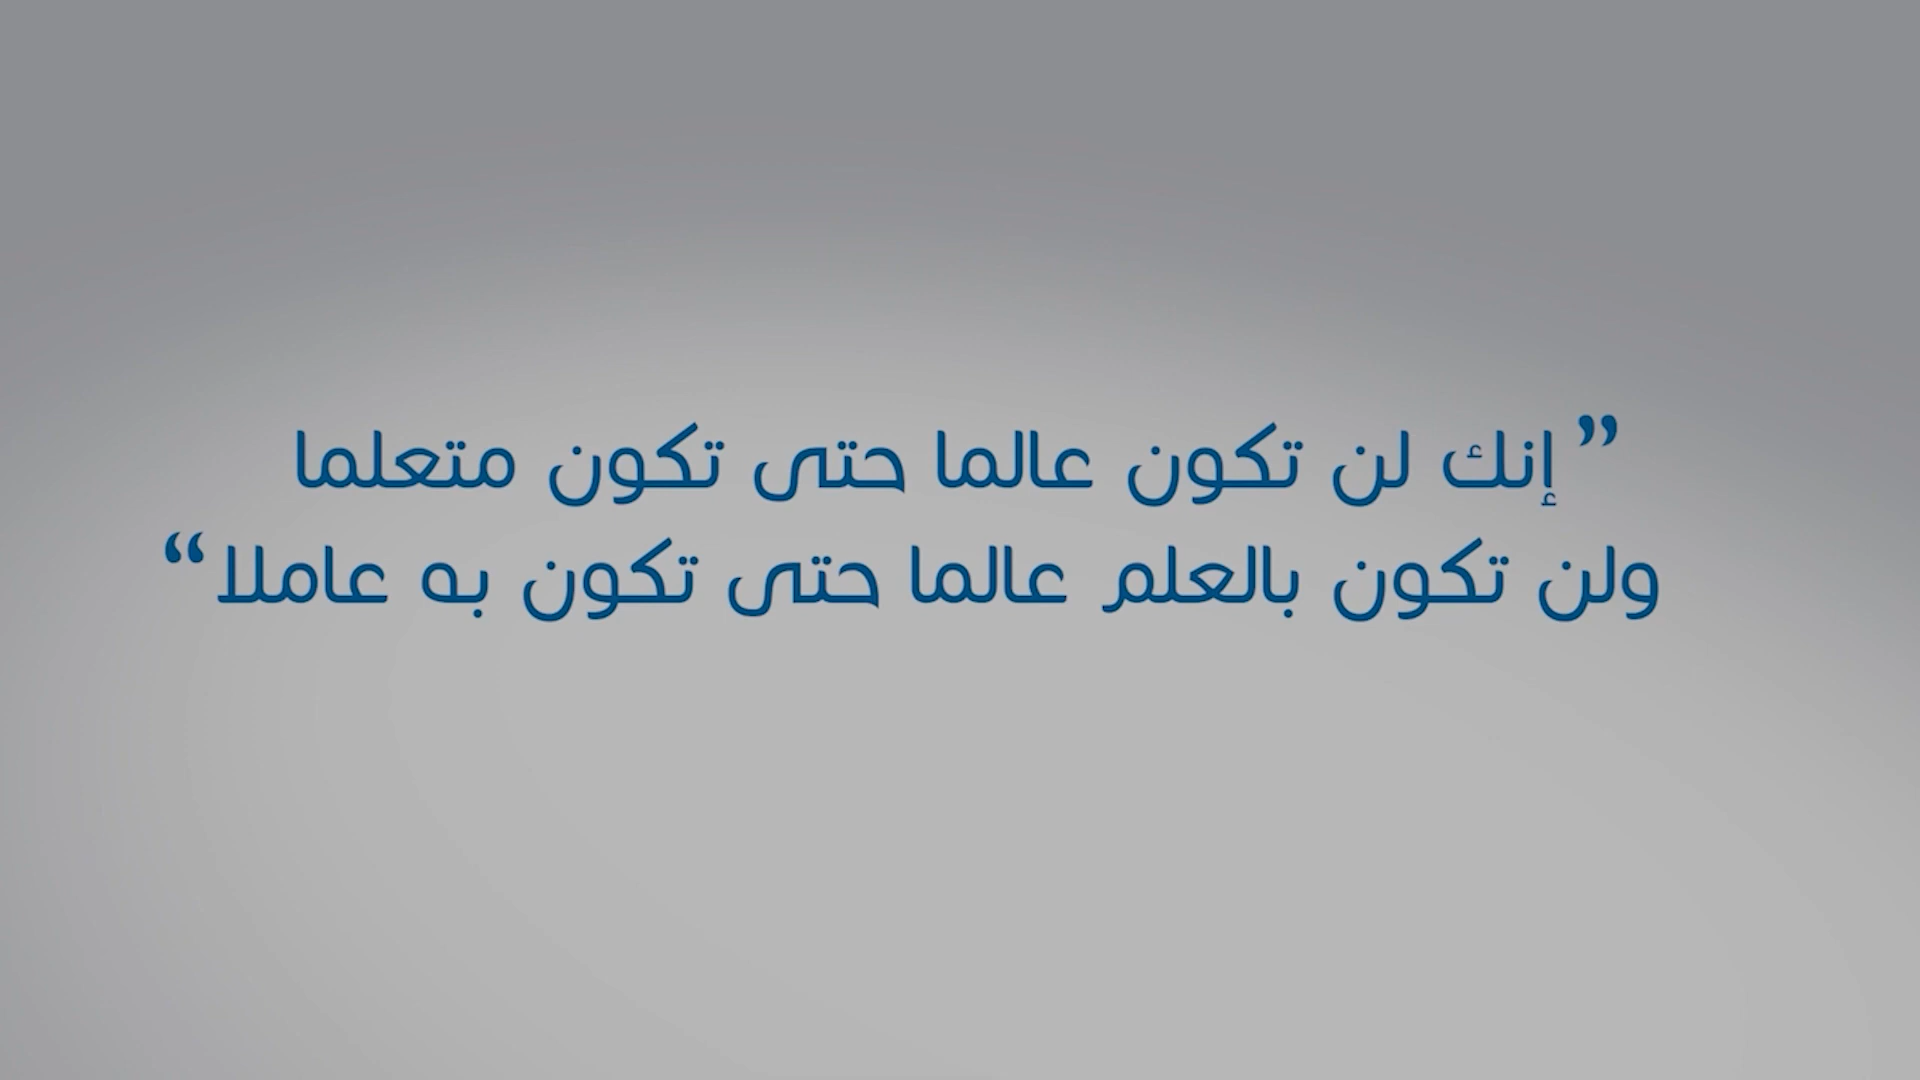 ” إنك لن تكون عالما حتى تكون متعلما
ولن تكون بالعلم عالما حتى تكون به عاملا “